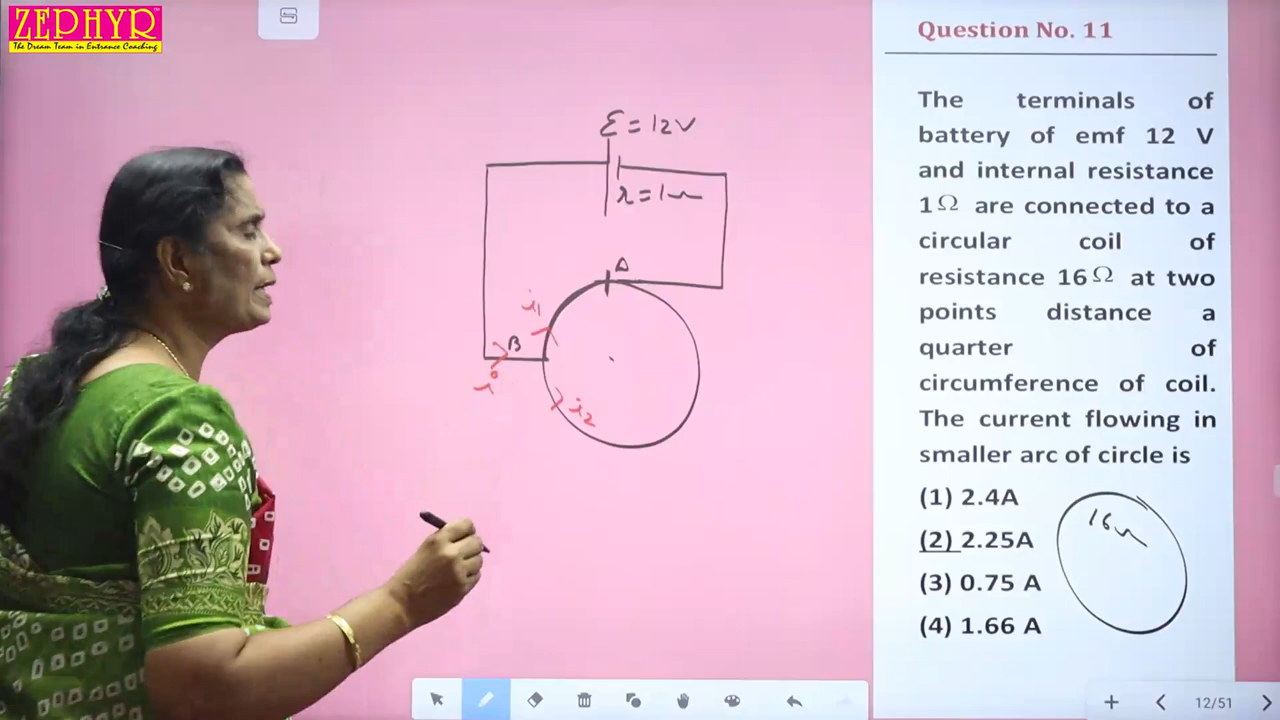 ZEPHYR™
The Dream Team in Entrance Coaching
Question No. 11
The terminals of
battery of emf 12 V
and internal resistance
1Ω are connected to a
circular coil of
resistance 16Ω at two
points distance a
quarter of
circumference of coil.
The current flowing in
smaller arc of circle is
(1) 2.4A
(2) 2.25A
(3) 0.75 A
(4) 1.66 A
16Ω
ε = 12V
r = 1Ω
A
i₁
B
i
i₂
12/51